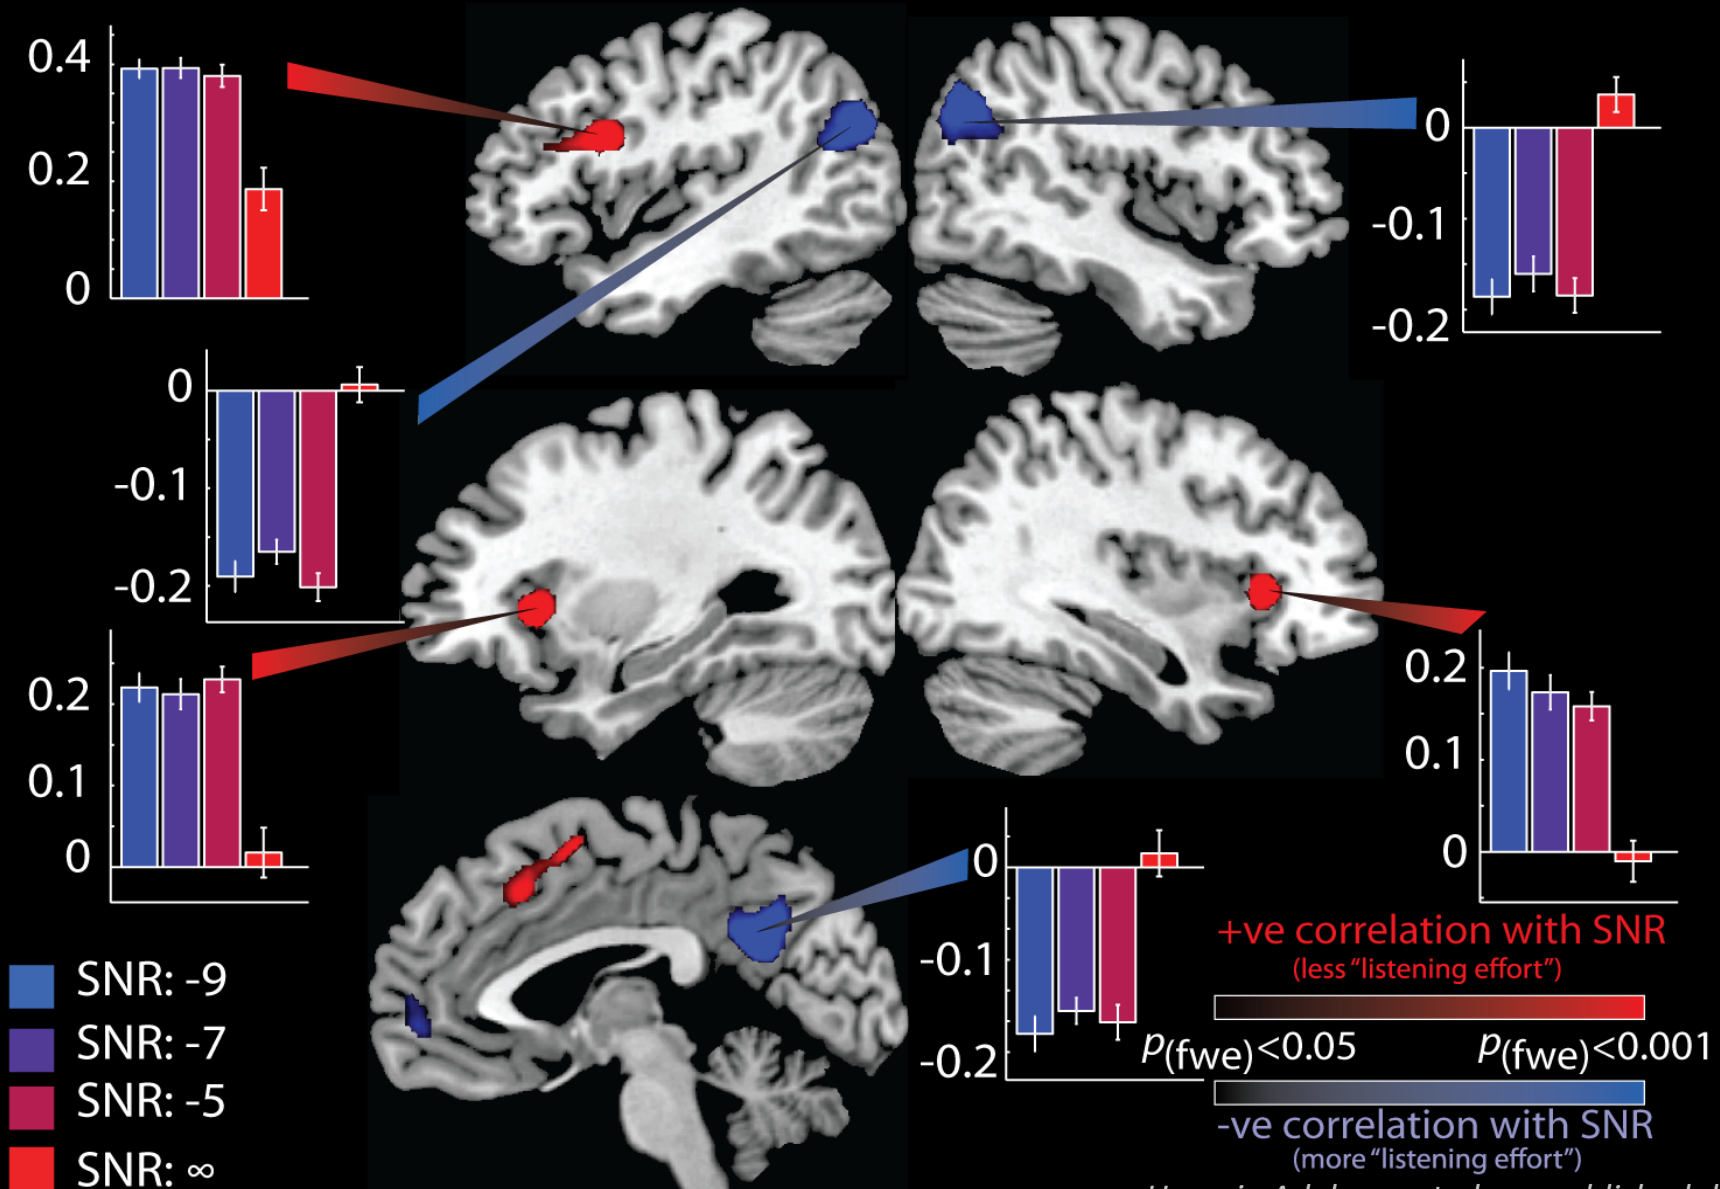 0.4
0.2
0
0
-0.1
-0.2
0
-0.1
-0.2
0.2
0.1
0
0.2
0.1
0
0
-0.1
-0.2
SNR: -9
SNR: -7
SNR: -5
SNR: ∞
+ve correlation with SNR
(less "listening effort")
p(fwe)<0.05 p(fwe)<0.001
-ve correlation with SNR
(more "listening effort")